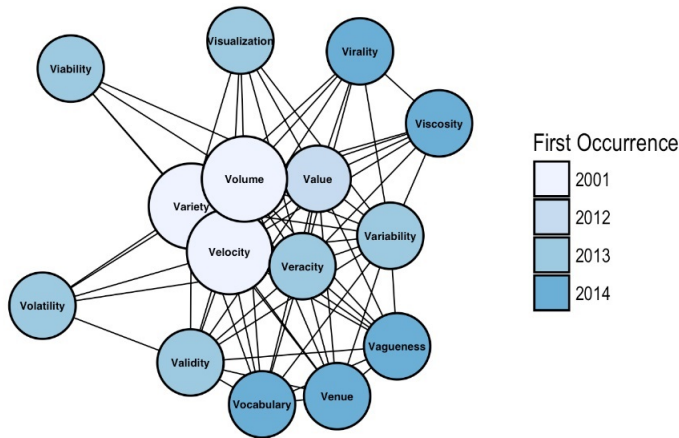 Visualization
Virality
Viability
Viscosity
First Occurrence
2001
2012
2013
2014
Volume
Value
Variety
Variability
Velocity
Veracity
Volatility
Vagueness
Validity
Venue
Vocabulary